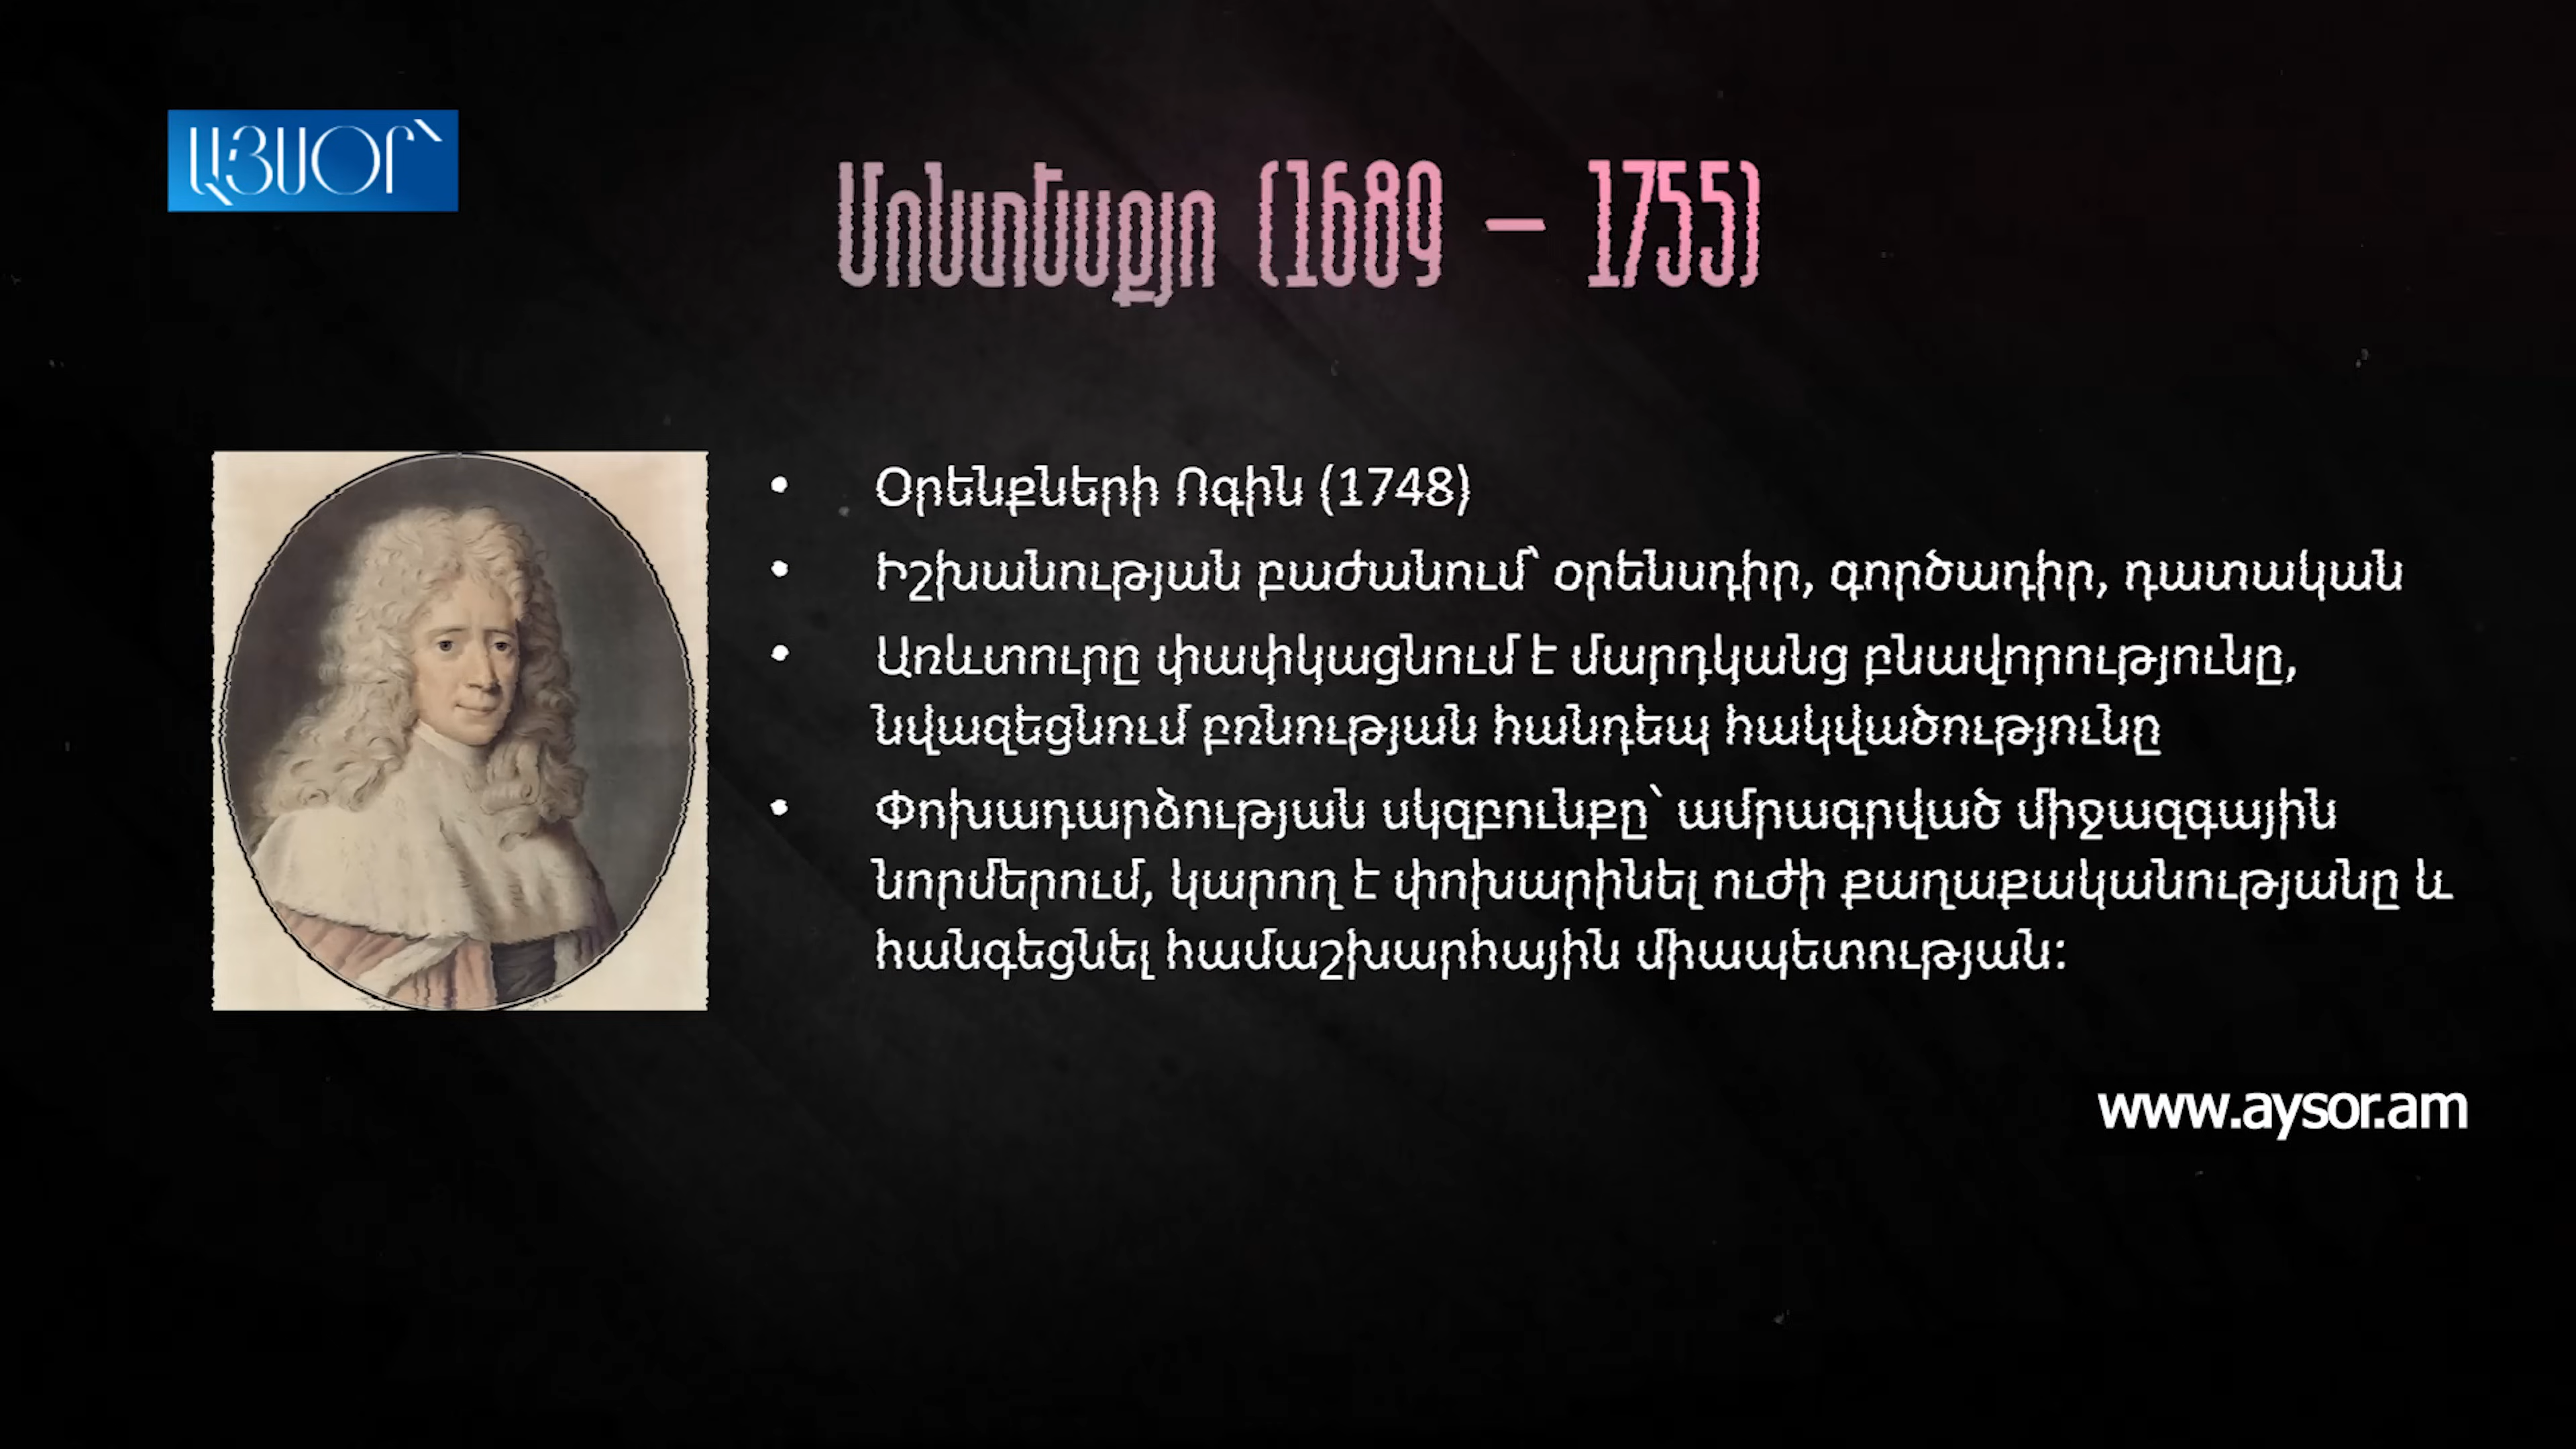 ԱՅՍՕՐ՝
Մոնտեսքյո (1689 – 1755)
• Օրենքների Ոգին (1748)
• Իշխանության բաժանում՝ օրենսդիր, գործադիր, դատական
• Առևտուրը փափկացնում է մարդկանց բնավորությունը,
նվազեցնում բռնության հանդեպ հակվածությունը
• Փոխադարձության սկզբունքը՝ ամրագրված միջազգային
նորմերում, կարող է փոխարինել ուժի քաղաքականությանը և
հանգեցնել համաշխարհային միապետության:
www.aysor.am